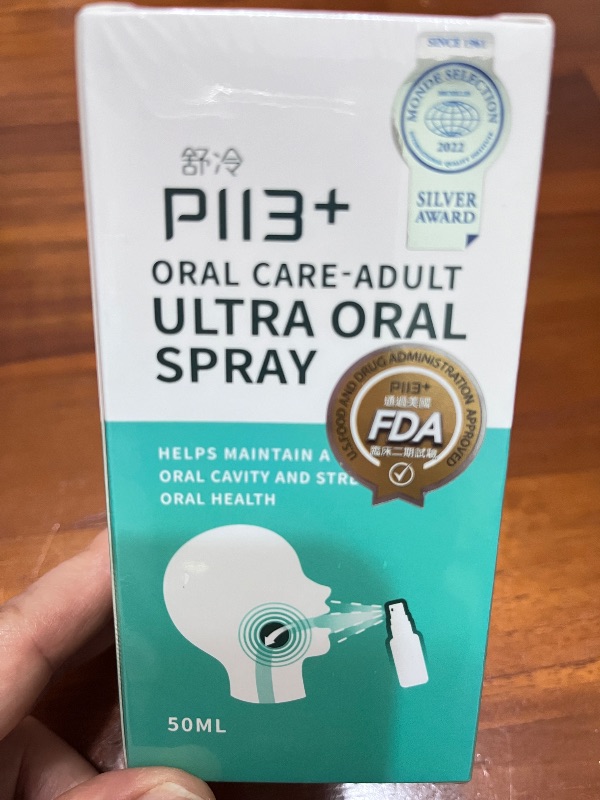 SINCE 1961
MONDE SELECTION
2022
SILVER
AWARD
舒冷
P113+
ORAL CARE-ADULT
ULTRA ORAL
SPRAY
U.S. FOOD AND DRUG ADMINISTRATION APPROVED
P113+
通過美國
FDA
臨床二期試驗
HELPS MAINTAIN A
ORAL CAVITY AND STRE
ORAL HEALTH
50ML